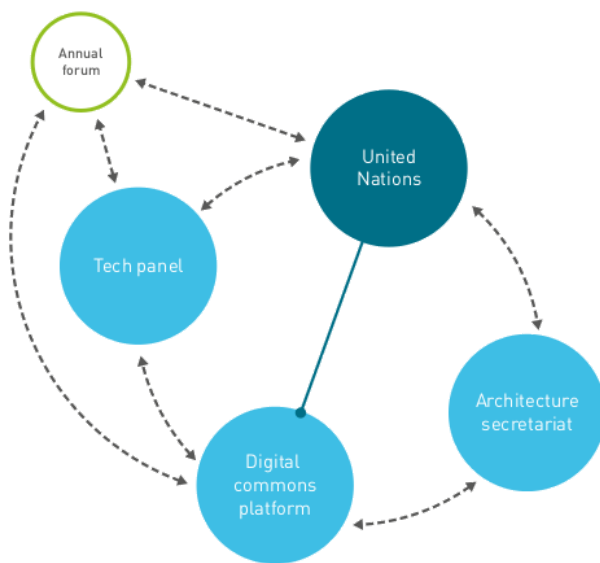 Annual
forum
United
Nations
Tech panel
Architecture
secretariat
Digital
commons
platform